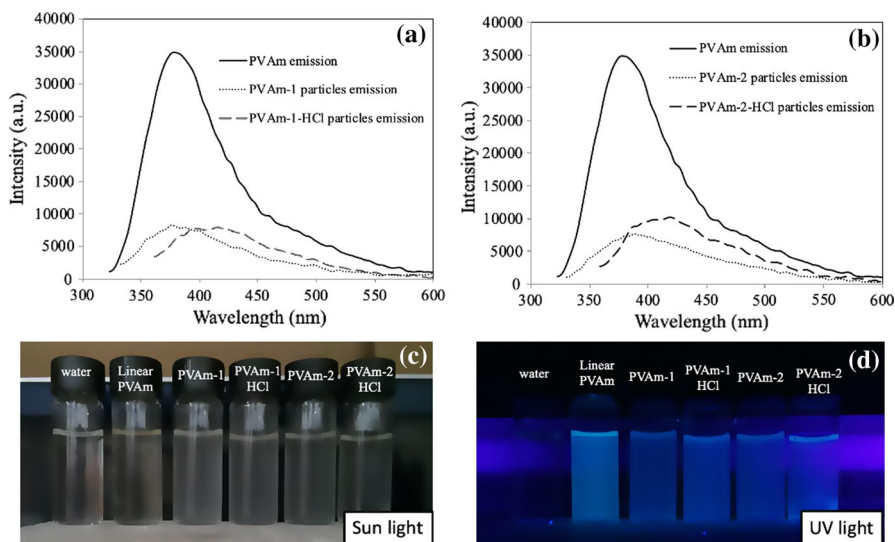 (a)
40000
35000
30000
25000
20000
15000
10000
5000
0
Intensity (a.u.)
PVAm emission
PVAm-1 particles emission
PVAm-1-HCl particles emission
300 350 400 450 500 550 600
Wavelength (nm)
(b)
40000
35000
30000
25000
20000
15000
10000
5000
0
Intensity (a.u.)
PVAm emission
PVAm-2 particles emission
PVAm-2-HCl particles emission
300 350 400 450 500 550 600
Wavelength (nm)
(c)
water
Linear
PVAm
PVAm-1
PVAm-1
HCl
PVAm-2
PVAm-2
HCl
Sun light
(d)
water
Linear
PVAm
PVAm-1
PVAm-1
HCl
PVAm-2
PVAm-2
HCl
UV light